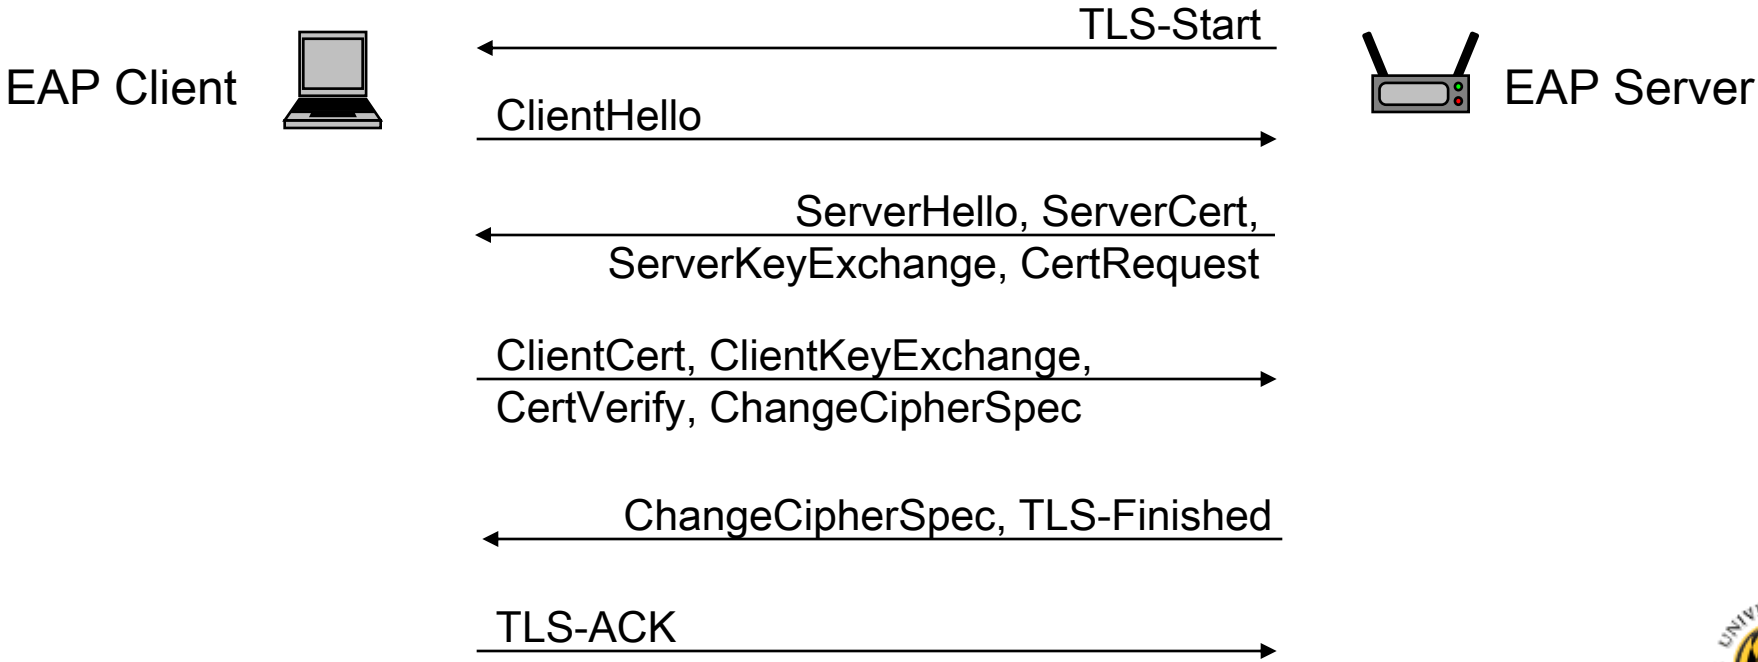 TLS-Start
EAP Client
EAP Server
ClientHello
ServerHello, ServerCert,
ServerKeyExchange, CertRequest
ClientCert, ClientKeyExchange,
CertVerify, ChangeCipherSpec
ChangeCipherSpec, TLS-Finished
TLS-ACK